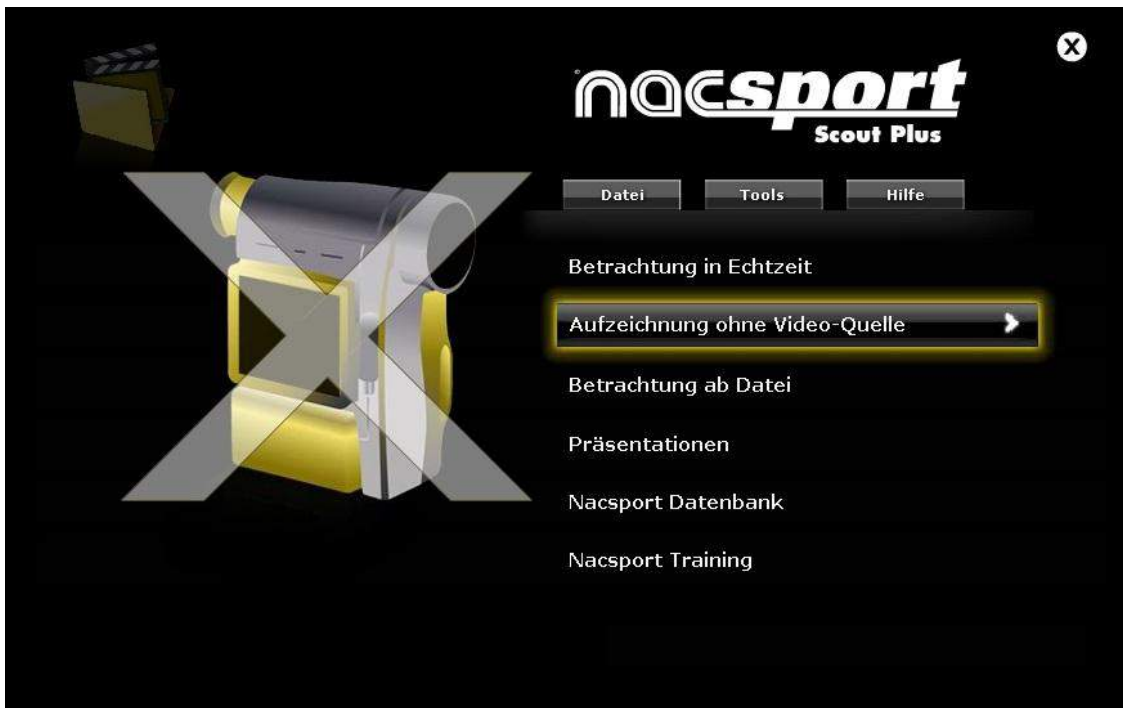 nacsport
Scout Plus
Datei Tools Hilfe
Betrachtung in Echtzeit
Aufzeichnung ohne Video-Quelle
Betrachtung ab Datei
Präsentationen
Nacsport Datenbank
Nacsport Training